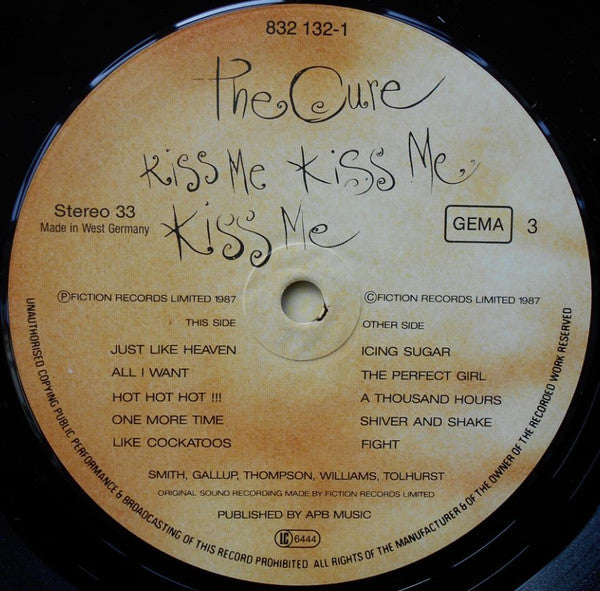 832 132-1
The Cure
Kiss Me Kiss Me
Kiss Me
Stereo 33
Made in West Germany
GEMA 3
Ⓟ FICTION RECORDS LIMITED 1987
© FICTION RECORDS LIMITED 1987
THIS SIDE
JUST LIKE HEAVEN
ALL I WANT
HOT HOT HOT !!!
ONE MORE TIME
LIKE COCKATOOS
OTHER SIDE
ICING SUGAR
THE PERFECT GIRL
A THOUSAND HOURS
SHIVER AND SHAKE
FIGHT
SMITH, GALLUP, THOMPSON, WILLIAMS, TOLHURST
ORIGINAL SOUND RECORDING MADE BY FICTION RECORDS LIMITED
PUBLISHED BY APB MUSIC
LC 6444
UNAUTHORISED COPYING PUBLIC PERFORMANCE & BROADCASTING OF THIS RECORD PROHIBITED ALL RIGHTS OF THE MANUFACTURER & OF THE OWNER OF THE RECORDED WORK RESERVED